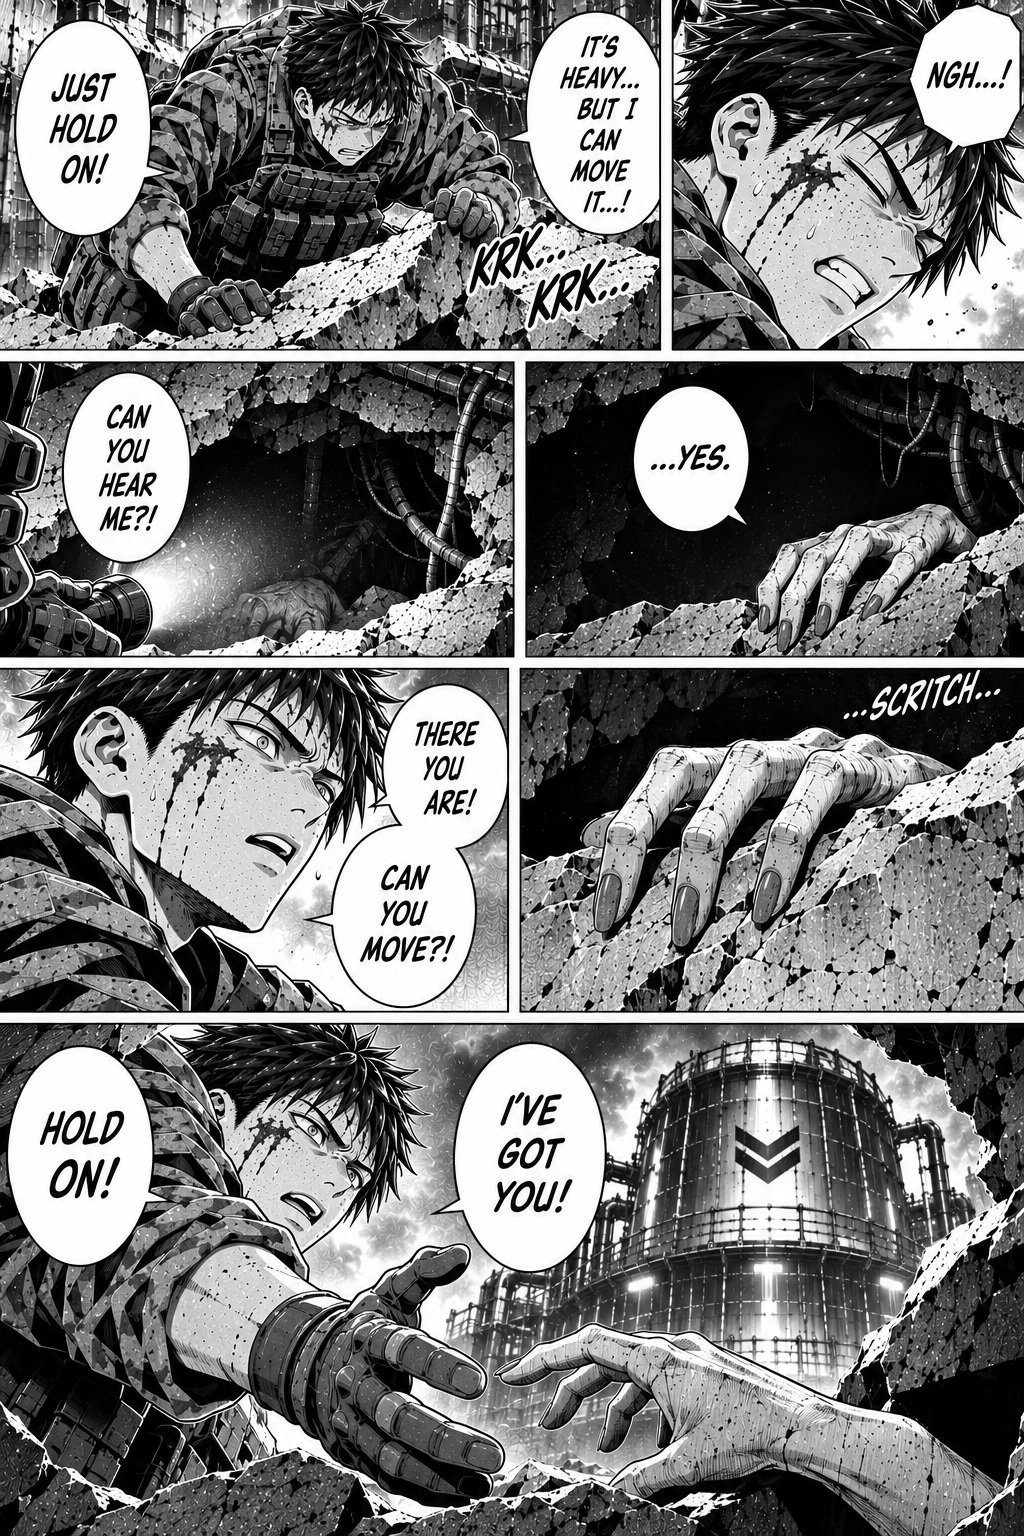 JUST
HOLD
ON!
IT'S
HEAVY...
BUT I
CAN
MOVE
IT...!
KRK...
KRK...
NGH...!
CAN
YOU
HEAR
ME?!
...YES.
THERE
YOU
ARE!
CAN
YOU
MOVE?!
...SCRITCH...
HOLD
ON!
I'VE
GOT
YOU!